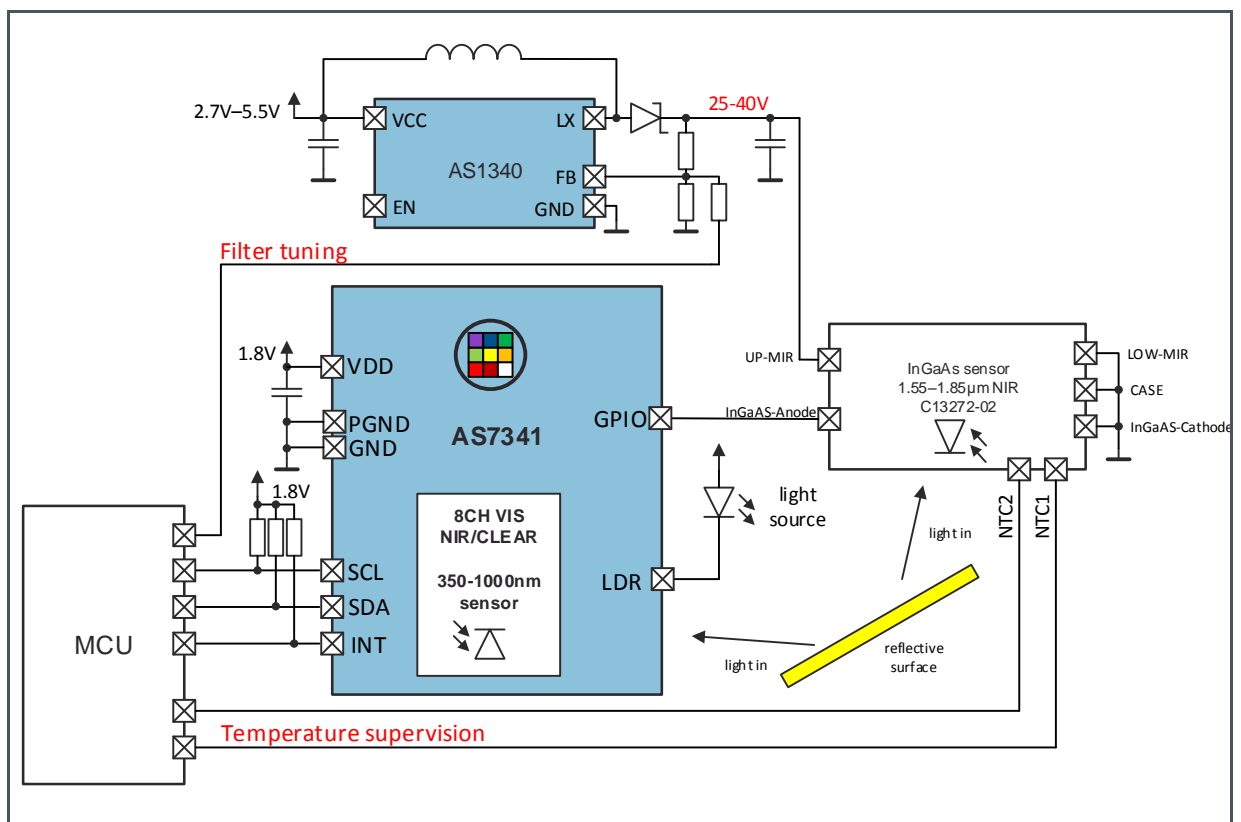 2.7V–5.5V
VCC
LX
25-40V
AS1340
FB
EN
GND
Filter tuning
1.8V
VDD
PGND
GND
AS7341
GPIO
1.8V
8CH VIS
NIR/CLEAR
350-1000nm
sensor
SCL
SDA
INT
LDR
MCU
light
source
UP-MIR
InGaAS-Anode
InGaAs sensor
1.55–1.85µm NIR
C13272-02
LOW-MIR
CASE
InGaAS-Cathode
NTC2
NTC1
light in
light in
reflective
surface
Temperature supervision